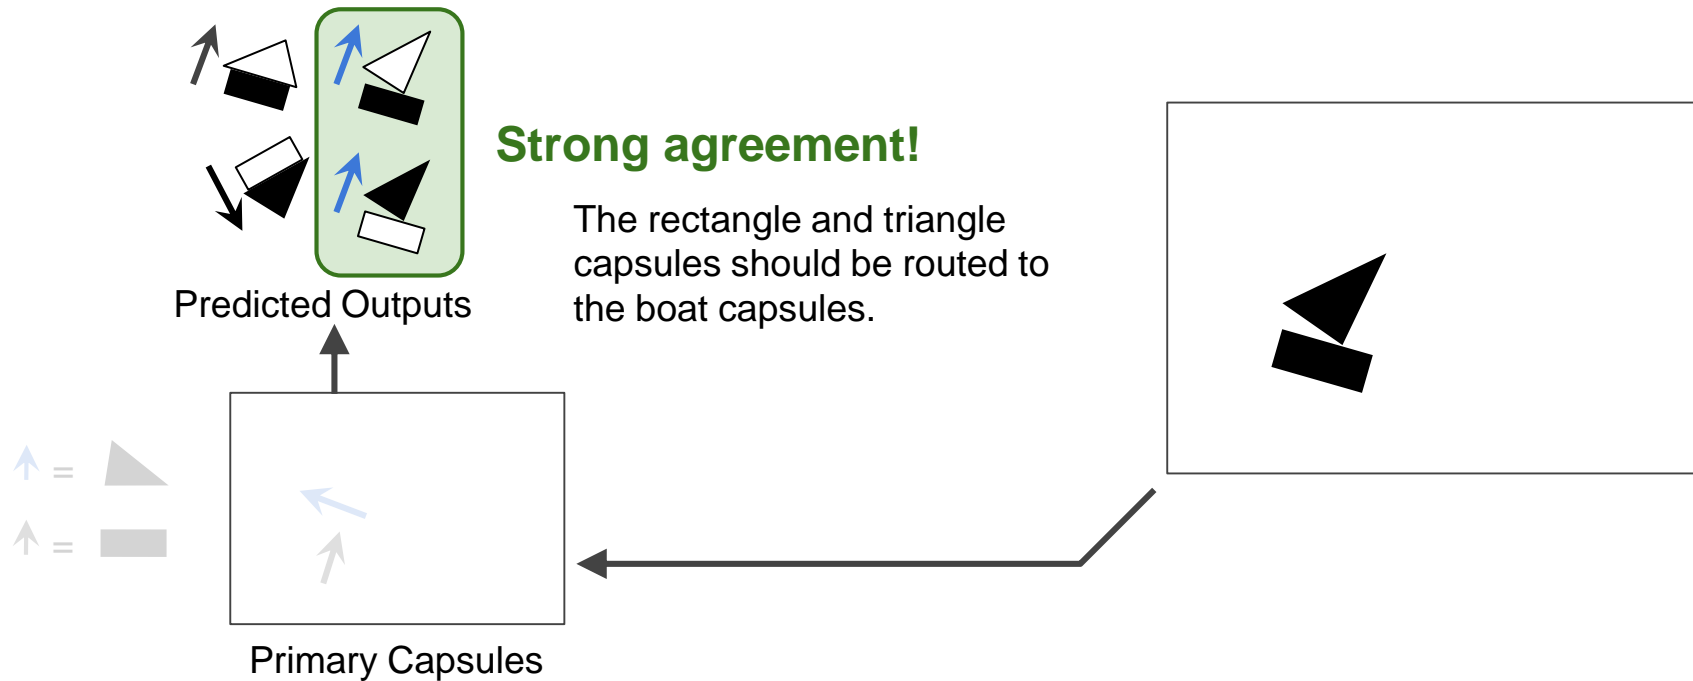 Strong agreement!
The rectangle and triangle
capsules should be routed to
the boat capsules.
Predicted Outputs
=
=
Primary Capsules